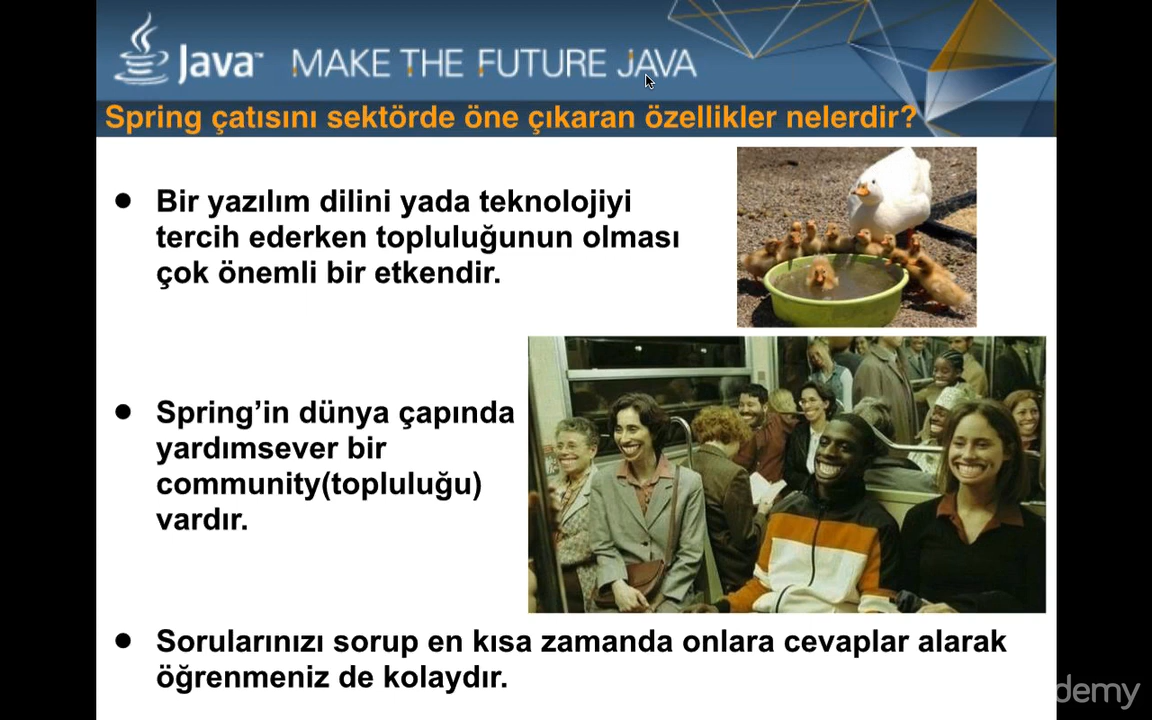 Java™ MAKE THE FUTURE JAVA
Spring çatısını sektörde öne çıkaran özellikler nelerdir?
Bir yazılım dilini yada teknolojiyi
tercih ederken topluluğunun olması
çok önemli bir etkendir.
Spring’in dünya çapında
yardımsever bir
community(topluluğu)
vardır.
Sorularınızı sorup en kısa zamanda onlara cevaplar alarak
öğrenmeniz de kolaydır.
demy